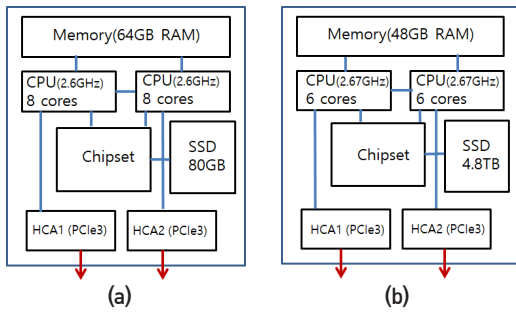 Memory(64GB RAM)
CPU(2.6GHz)
8 cores
CPU(2.6GHz)
8 cores
Chipset
SSD
80GB
HCA1 (PCIe3)
HCA2 (PCIe3)
(a)
Memory(48GB RAM)
CPU(2.67GHz)
6 cores
CPU(2.67GHz)
6 cores
Chipset
SSD
4.8TB
HCA1 (PCIe3)
HCA2 (PCIe3)
(b)